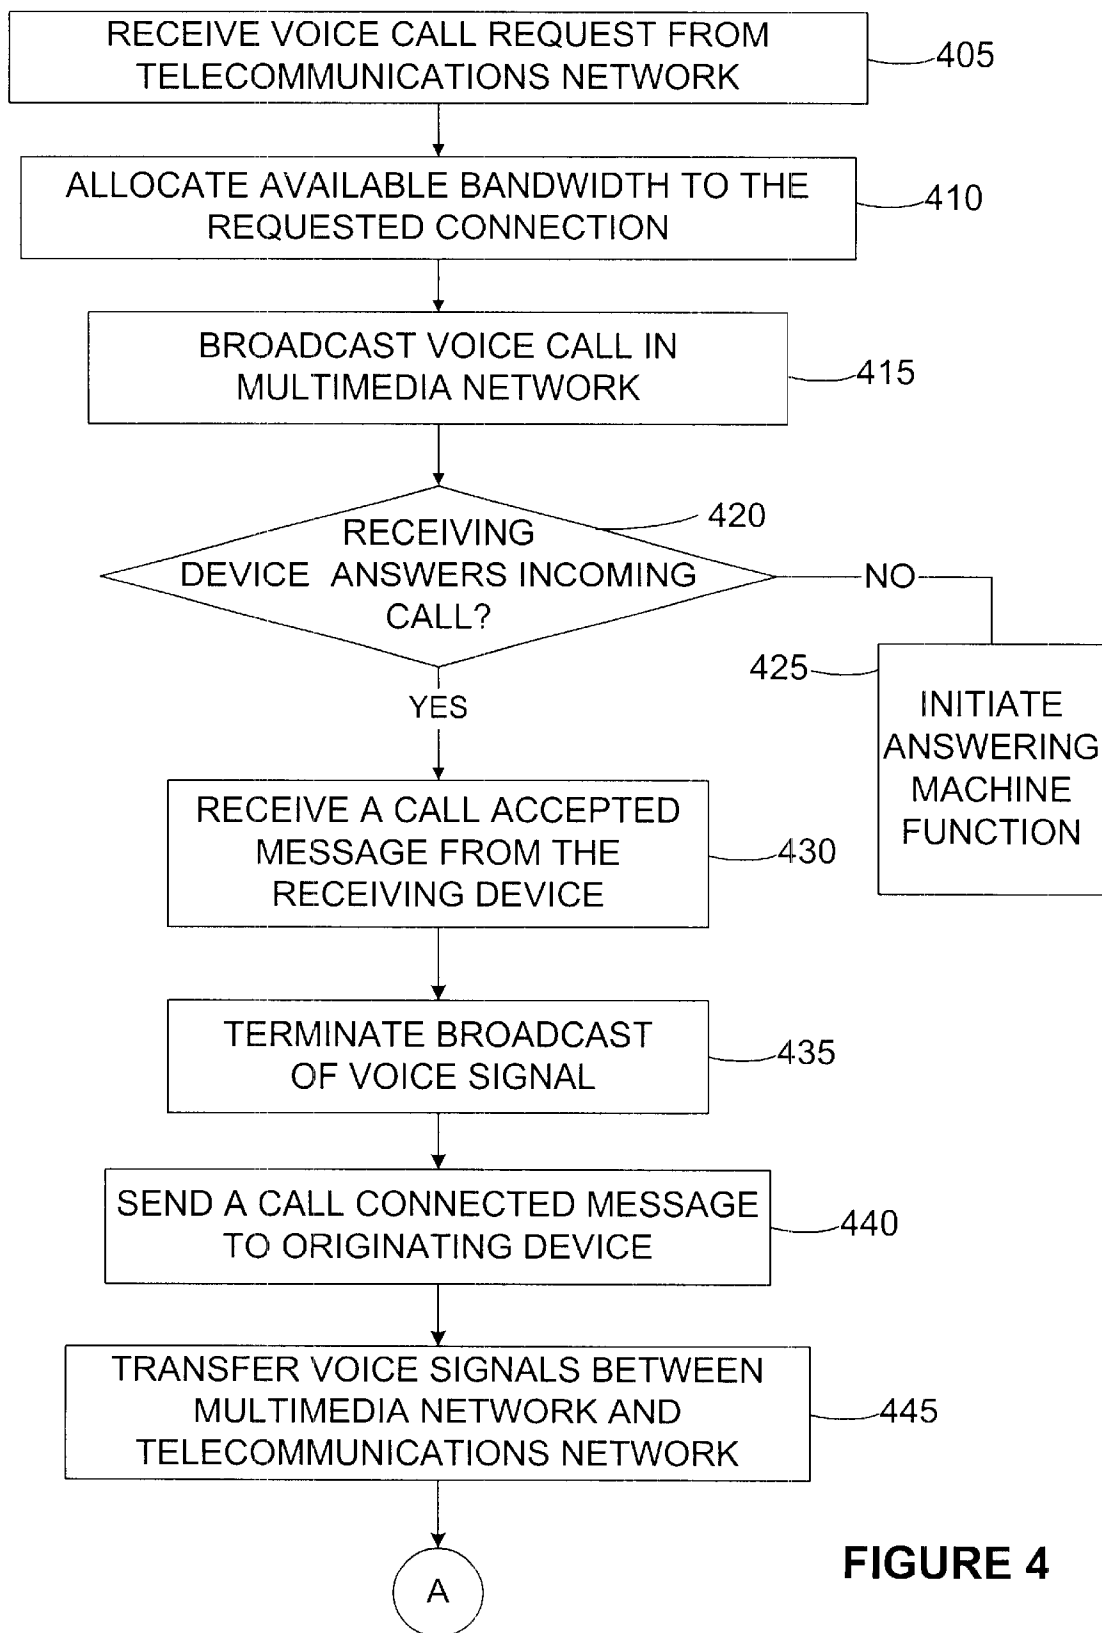 RECEIVE VOICE CALL REQUEST FROM
TELECOMMUNICATIONS NETWORK
405
ALLOCATE AVAILABLE BANDWIDTH TO THE
REQUESTED CONNECTION
410
BROADCAST VOICE CALL IN
MULTIMEDIA NETWORK
415
420
RECEIVING
DEVICE ANSWERS INCOMING
CALL?
NO
425
INITIATE
ANSWERING
MACHINE
FUNCTION
YES
RECEIVE A CALL ACCEPTED
MESSAGE FROM THE
RECEIVING DEVICE
430
TERMINATE BROADCAST
OF VOICE SIGNAL
435
SEND A CALL CONNECTED MESSAGE
TO ORIGINATING DEVICE
440
TRANSFER VOICE SIGNALS BETWEEN
MULTIMEDIA NETWORK AND
TELECOMMUNICATIONS NETWORK
445
A
FIGURE 4